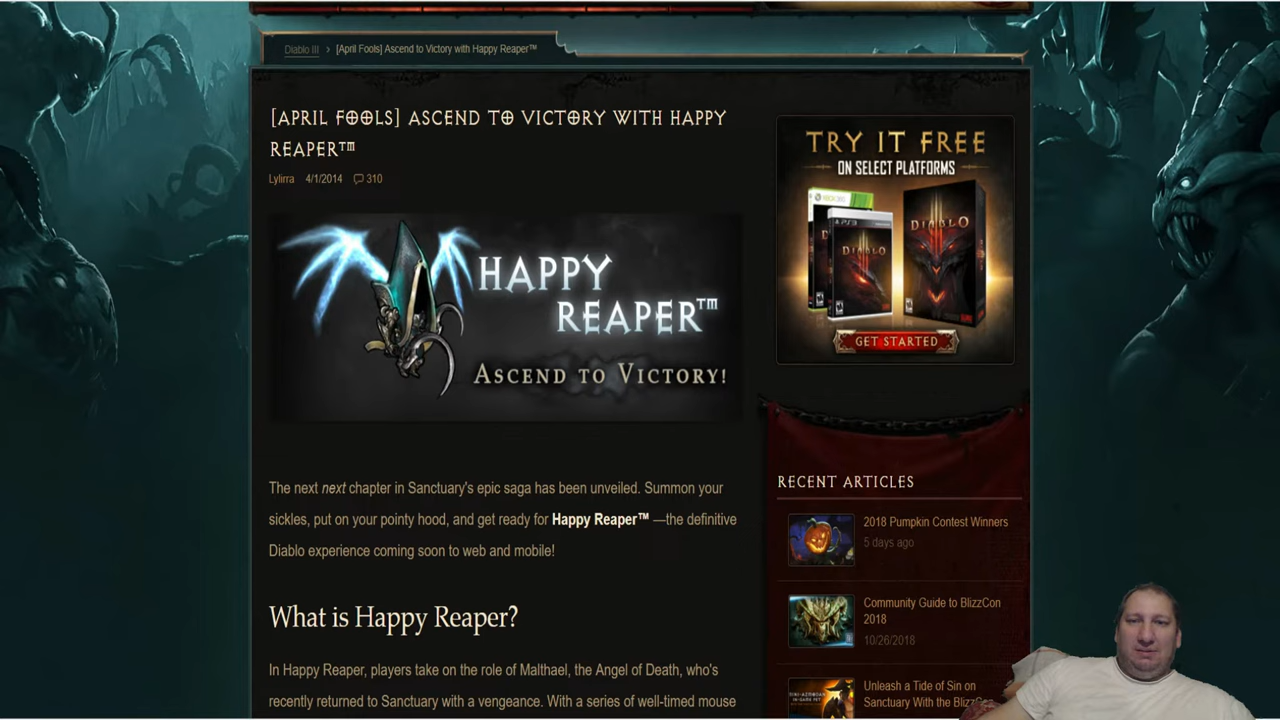 Diablo III > [April Fools] Ascend to Victory with Happy Reaper™
[APRIL FOOLS] ASCEND TO VICTORY WITH HAPPY
REAPER™
Lylirra 4/1/2014 310
HAPPY
REAPER™
ASCEND TO VICTORY!
The next next chapter in Sanctuary's epic saga has been unveiled. Summon your
sickles, put on your pointy hood, and get ready for Happy Reaper™ —the definitive
Diablo experience coming soon to web and mobile!
What is Happy Reaper?
In Happy Reaper, players take on the role of Malthael, the Angel of Death, who's
recently returned to Sanctuary with a vengeance. With a series of well-timed mouse
TRY IT FREE
ON SELECT PLATFORMS
XBOX 360
PS3
DIABLO
DIABLO
GET STARTED
RECENT ARTICLES
2018 Pumpkin Contest Winners
5 days ago
Community Guide to BlizzCon
2018
10/26/2018
Unleash a Tide of Sin on
Sanctuary With the